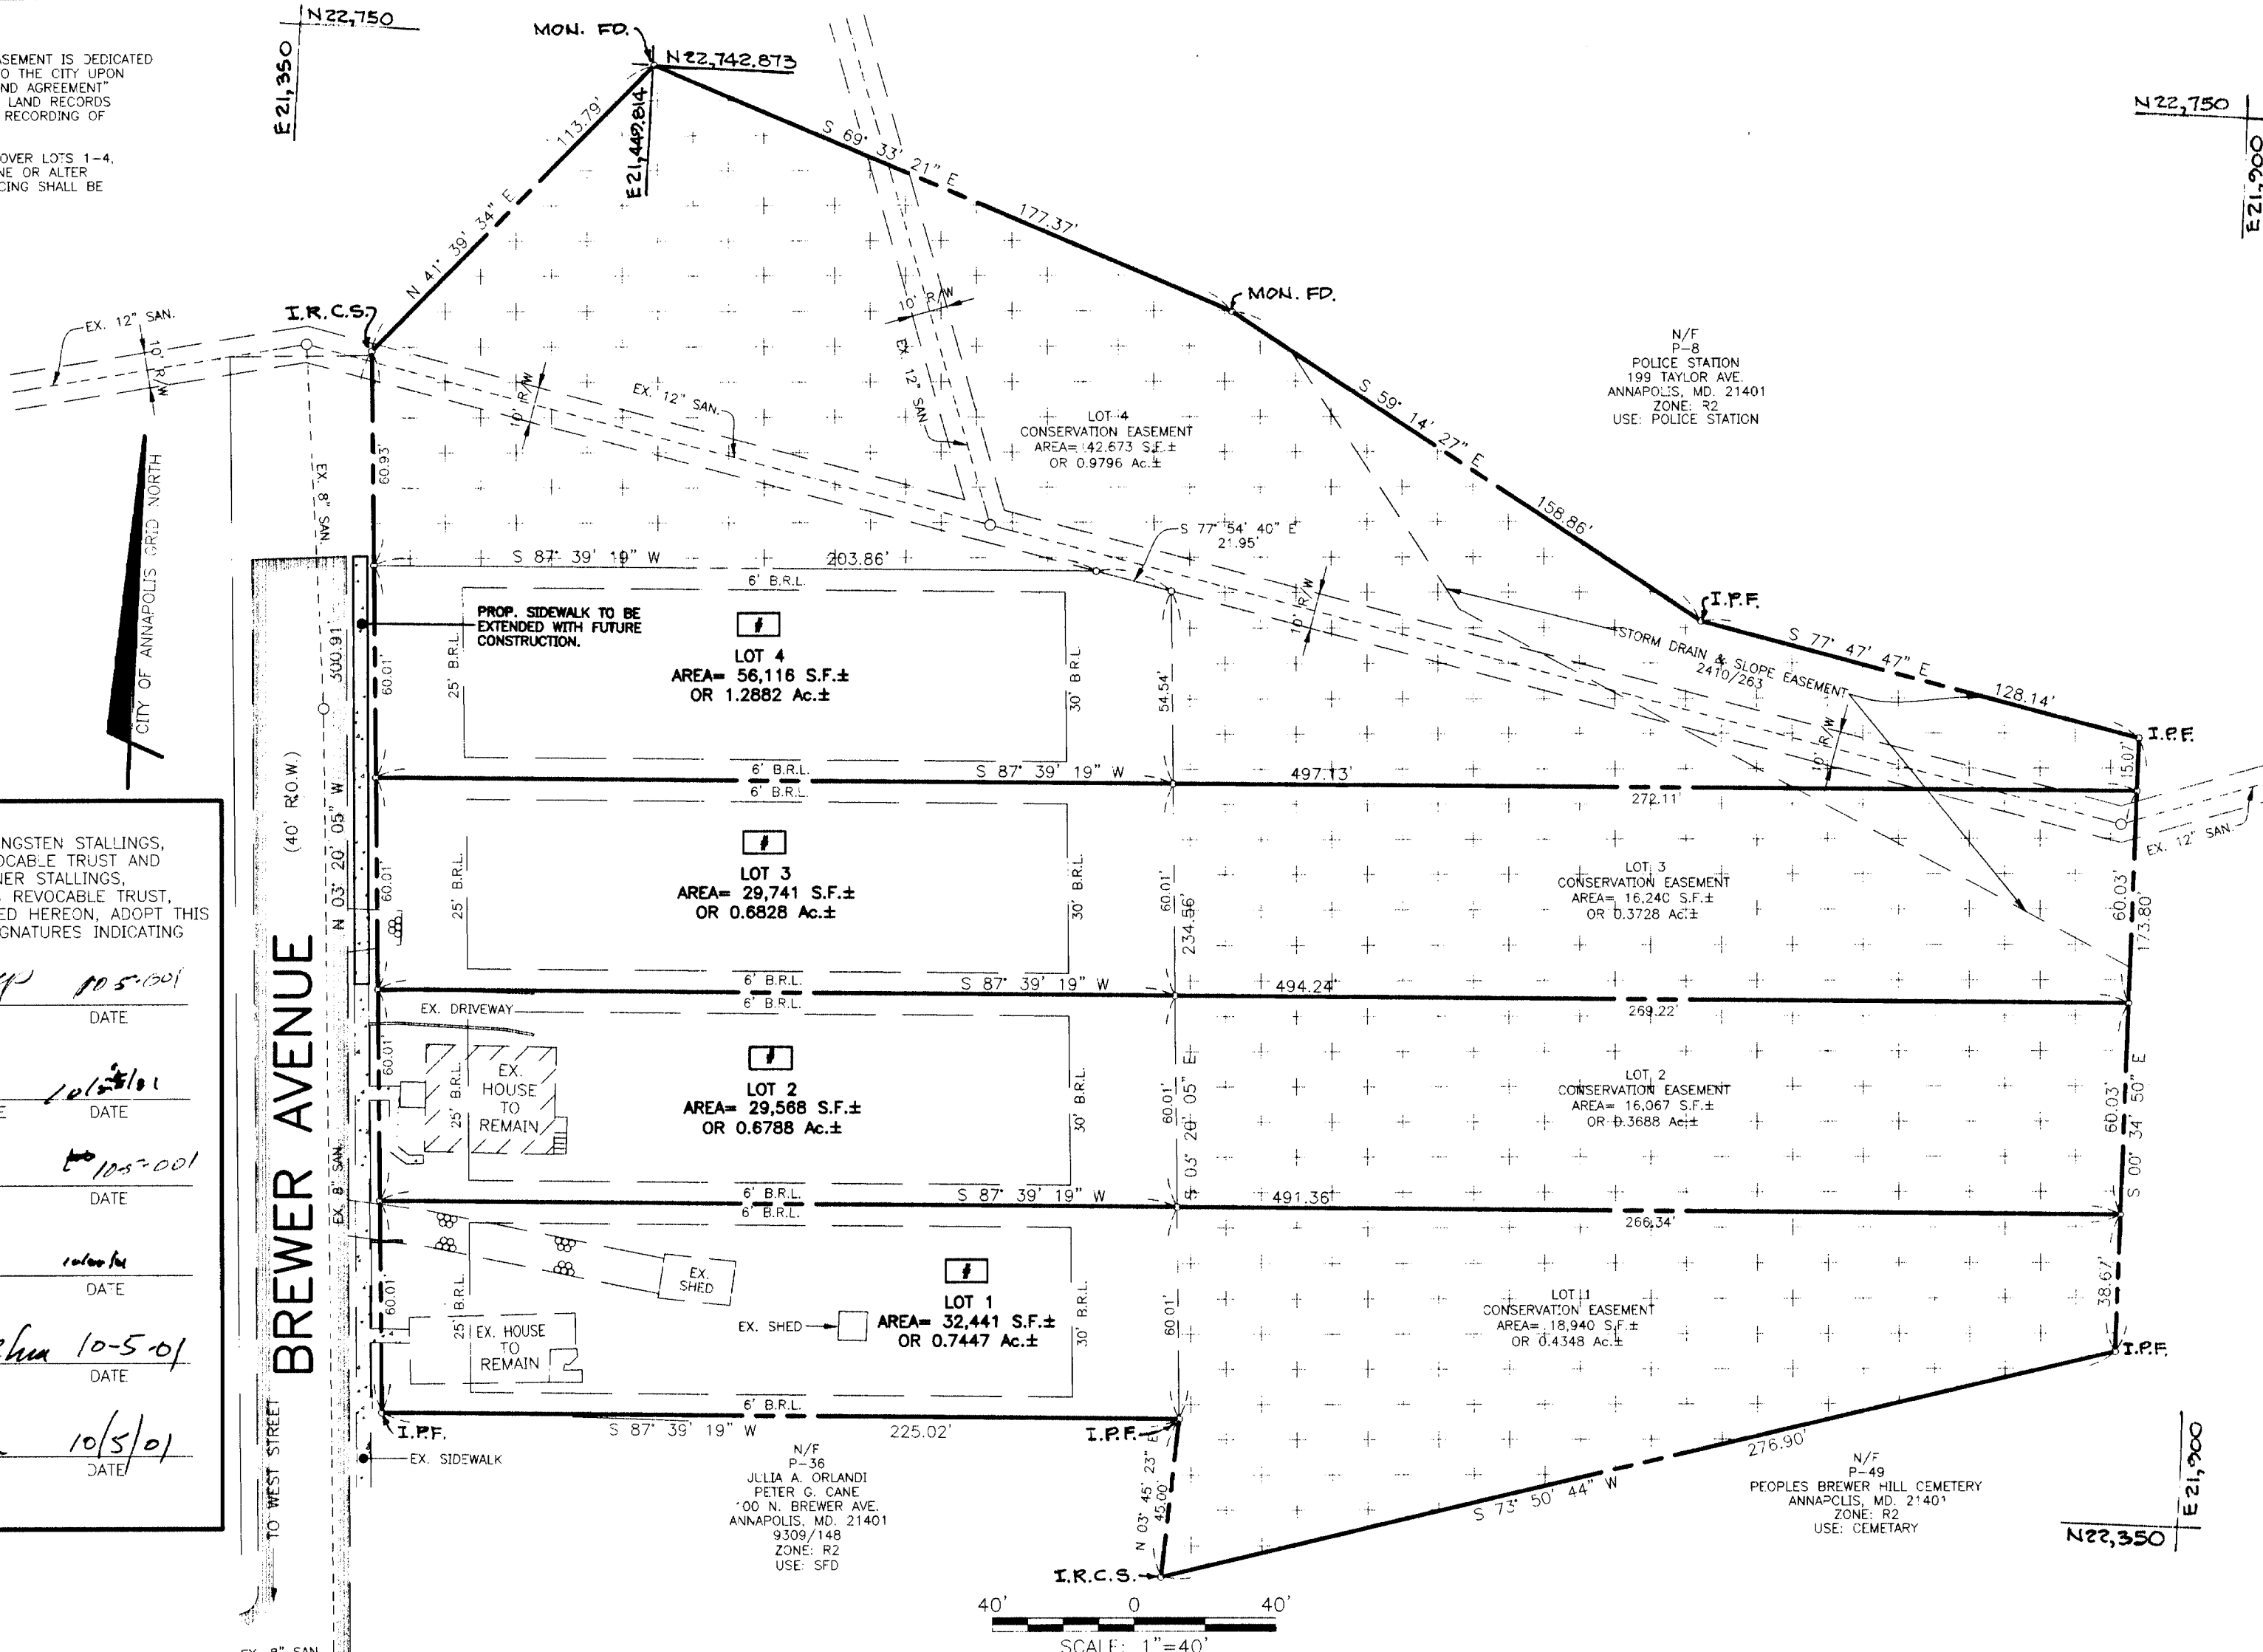 N22,750
E21,350
ASEMENT IS DEDICATED
O THE CITY UPON
ND AGREEMENT"
LAND RECORDS
RECORDING OF
OVER LOTS 1-4,
NE OR ALTER
CING SHALL BE
MON. FD.
N22,742.873
E21,449.814
N22,750
E21,900
N 41° 39' 34" E
113.79'
S 69° 33' 21" E
177.37'
MON. FD.
I.R.C.S.
EX. 12" SAN.
10' R/W
10' R/W
EX. 12" SAN.
10' R/W
EX. 12" SAN.
LOT 4
CONSERVATION EASEMENT
AREA= 42,673 S.F.±
OR 0.9796 Ac.±
N/F
P-8
POLICE STATION
199 TAYLOR AVE.
ANNAPOLIS, MD. 21401
ZONE: R2
USE: POLICE STATION
S 59° 14' 27" E
158.86'
CITY OF ANNAPOLIS GRID NORTH
EX. 8" SAN.
60.93'
S 77° 54' 40" E
21.95'
S 87° 39' 19" W
203.86'
6' B.R.L.
10' R/W
I.P.F.
S 77° 47' 47" E
128.14'
STORM DRAIN & SLOPE EASEMENT
2410/263
I.P.F.
15.07'
10' R/W
PROP. SIDEWALK TO BE
EXTENDED WITH FUTURE
CONSTRUCTION.
25' B.R.L.
#
LOT 4
AREA= 56,116 S.F.±
OR 1.2882 Ac.±
30' B.R.L.
54.54'
300.91'
60.01'
6' B.R.L.
S 87° 39' 19" W
497.13'
272.11'
6' B.R.L.
EX. 12" SAN.
(40' R.O.W.)
N 03° 20' 05" W
BREWER AVENUE
60.01'
25' B.R.L.
#
LOT 3
AREA= 29,741 S.F.±
OR 0.6828 Ac.±
30' B.R.L.
60.01'
234.56'
LOT 3
CONSERVATION EASEMENT
AREA= 16,240 S.F.±
OR 0.3728 Ac.±
60.03'
173.80'
NGSTEN STALLINGS,
OCABLE TRUST AND
NER STALLINGS,
REVOCABLE TRUST,
ED HEREON, ADOPT THIS
GNATURES INDICATING
DATE
DATE
DATE
DATE
10-5-01
DATE
10/5/01
DATE
6' B.R.L.
S 87° 39' 19" W
494.24'
6' B.R.L.
269.22'
EX. DRIVEWAY
60.01'
25' B.R.L.
EX.
HOUSE
TO
REMAIN
#
LOT 2
AREA= 29,568 S.F.±
OR 0.6788 Ac.±
30' B.R.L.
60.01'
S 03° 20' 05" E
LOT 2
CONSERVATION EASEMENT
AREA= 16,067 S.F.±
OR 0.3688 Ac.±
60.03'
S 00° 34' 50" E
EX. 8" SAN.
6' B.R.L.
S 87° 39' 19" W
491.36'
6' B.R.L.
266.34'
60.01'
25' B.R.L.
EX.
SHED
EX. SHED
EX. HOUSE
TO
REMAIN
#
LOT 1
AREA= 32,441 S.F.±
OR 0.7447 Ac.±
30' B.R.L.
60.01'
LOT 1
CONSERVATION EASEMENT
AREA= 18,940 S.F.±
OR 0.4348 Ac.±
38.67'
I.P.F.
6' B.R.L.
I.P.F.
S 87° 39' 19" W
225.02'
I.P.F.
TO WEST STREET
EX. SIDEWALK
N/F
P-36
JULIA A. ORLANDI
PETER G. CANE
00 N. BREWER AVE.
ANNAPOLIS, MD. 21401
9309/148
ZONE: R2
USE: SFD
N 03° 45' 23" E
45.00'
S 73° 50' 44" W
276.90'
N/F
P-49
PEOPLES BREWER HILL CEMETERY
ANNAPOLIS, MD. 21401
ZONE: R2
USE: CEMETARY
E21,900
N22,350
I.R.C.S.
40' 0 40'
SCALE: 1"=40'
EX. 8" SAN.